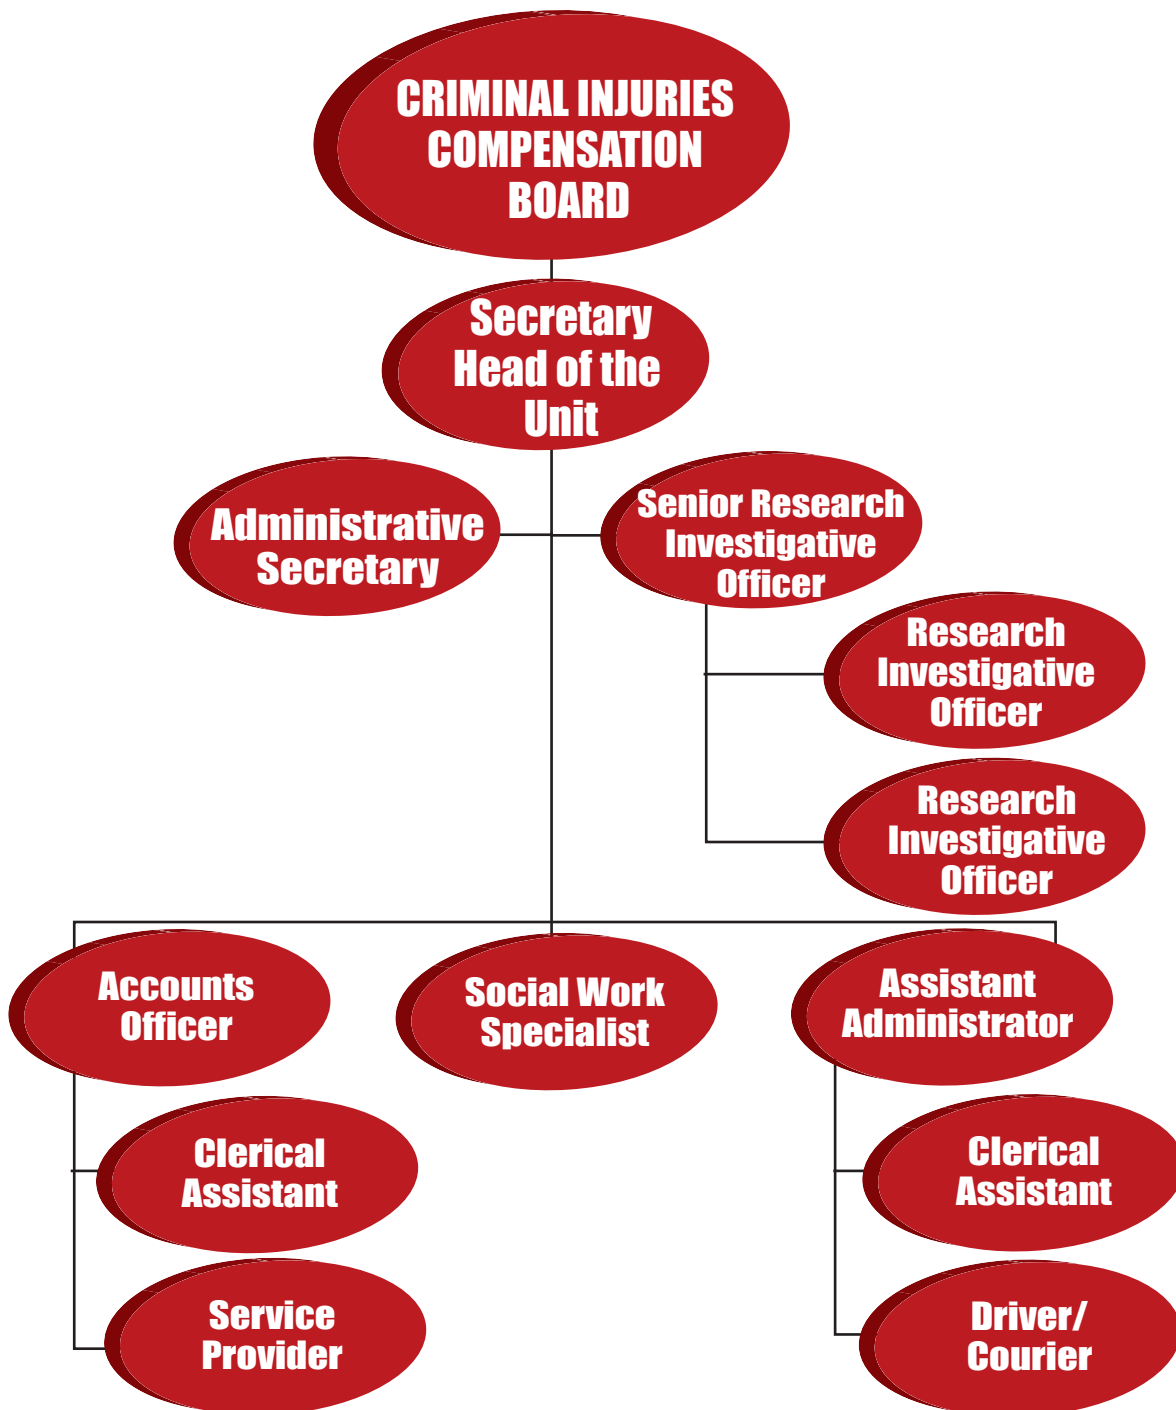 CRIMINAL INJURIES
COMPENSATION
BOARD
Secretary
Head of the
Unit
Administrative
Secretary
Senior Research
Investigative
Officer
Research
Investigative
Officer
Research
Investigative
Officer
Accounts
Officer
Social Work
Specialist
Assistant
Administrator
Clerical
Assistant
Clerical
Assistant
Service
Provider
Driver/
Courier